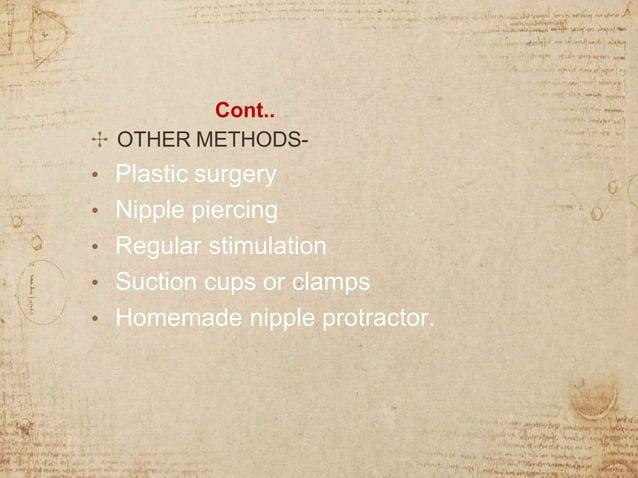 Cont..
OTHER METHODS-
• Plastic surgery
• Nipple piercing
• Regular stimulation
• Suction cups or clamps
• Homemade nipple protractor.